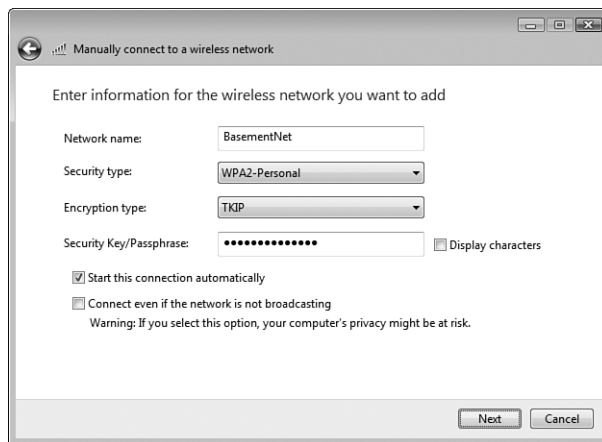 Manually connect to a wireless network
Enter information for the wireless network you want to add
Network name: BasementNet
Security type: WPA2-Personal
Encryption type: TKIP
Security Key/Passphrase: ●●●●●●●●●●●●●● Display characters
Start this connection automatically
Connect even if the network is not broadcasting
Warning: If you select this option, your computer's privacy might be at risk.
Next Cancel